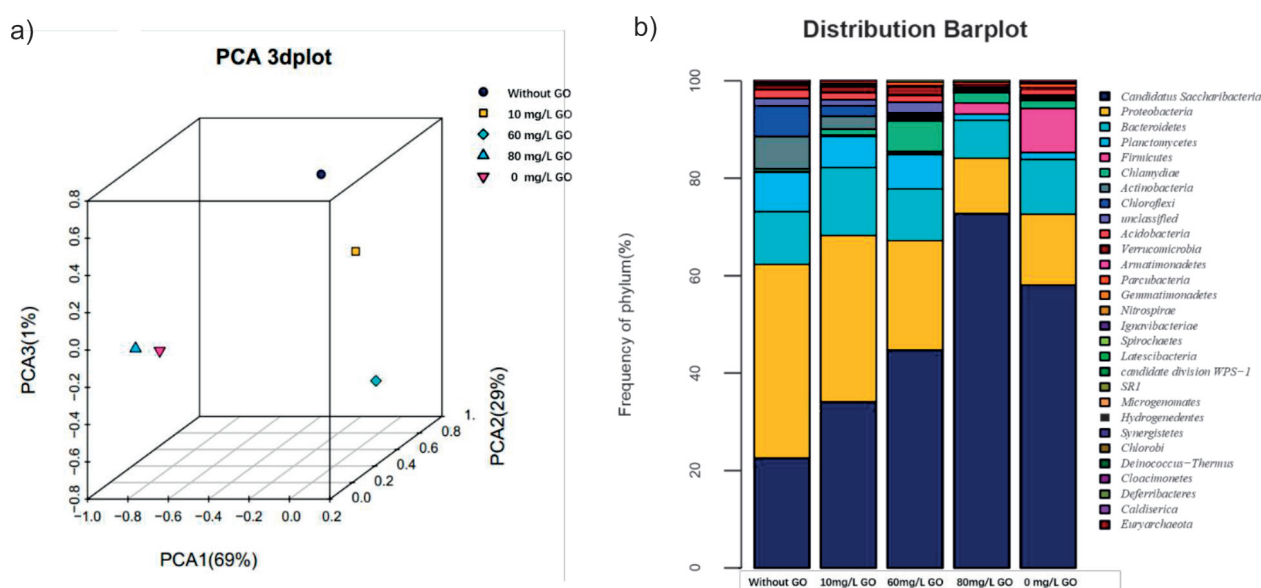 a)
PCA 3dplot
Without GO
10 mg/L GO
60 mg/L GO
80 mg/L GO
0 mg/L GO
PCA3(1%)
0.8
0.6
0.4
0.2
0.0
−0.2
−0.4
−0.6
−0.8
−1.0 −0.8 −0.6 −0.4 −0.2 0.0 0.2
PCA1(69%)
0.0
0.2
0.4
0.6
0.8
1.
PCA2(29%)
b)
Distribution Barplot
Frequency of phylum(%)
100
80
60
40
20
0
Without GO 10mg/L GO 60mg/L GO 80mg/L GO 0 mg/L GO
Candidatus Saccharibacteria
Proteobacteria
Bacteroidetes
Planctomycetes
Firmicutes
Chlamydiae
Actinobacteria
Chloroflexi
unclassified
Acidobacteria
Verrucomicrobia
Armatimonadetes
Parcubacteria
Gemmatimonadetes
Nitrospirae
Ignavibacteriae
Spirochaetes
Latescibacteria
candidate division WPS−1
SR1
Microgenomates
Hydrogenedentes
Synergistetes
Chlorobi
Deinococcus−Thermus
Cloacimonetes
Deferribacteres
Caldiserica
Euryarchaeota